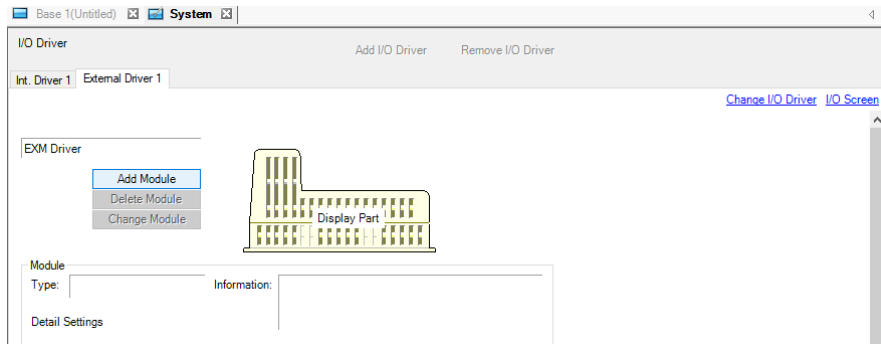 Base 1(Untitled) System
I/O Driver
Add I/O Driver Remove I/O Driver
Int. Driver 1 External Driver 1
Change I/O Driver I/O Screen
EXM Driver
Add Module
Delete Module
Change Module
Display Part
Module
Type: Information:
Detail Settings